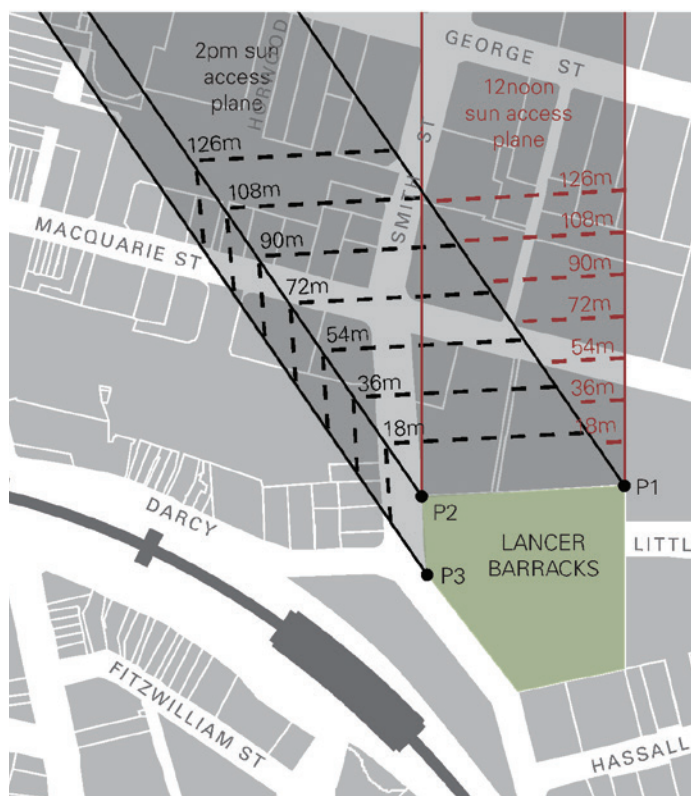 GEORGE ST
2pm sun
access
plane
HORWOOD
12noon
sun access
plane
SMITH ST
126m
126m
108m
108m
90m
90m
MACQUARIE ST
72m
72m
54m
54m
36m
36m
18m
18m
P1
P2
DARCY
LANCER
BARRACKS
LITTL
P3
FITZWILLIAM ST
HASSALL